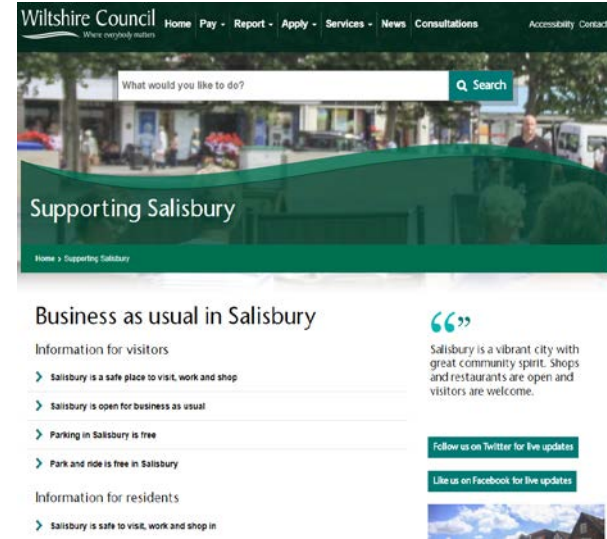 Wiltshire Council
Where everybody matters
Home Pay Report Apply Services News Consultations
Accessibility Contact
What would you like to do?
Search
Supporting Salisbury
Home > Supporting Salisbury
Business as usual in Salisbury
Information for visitors
Salisbury is a safe place to visit, work and shop
Salisbury is open for business as usual
Parking in Salisbury is free
Park and ride is free in Salisbury
Information for residents
Salisbury is safe to visit, work and shop in
“”
Salisbury is a vibrant city with
great community spirit. Shops
and restaurants are open and
visitors are welcome.
Follow us on Twitter for live updates
Like us on Facebook for live updates